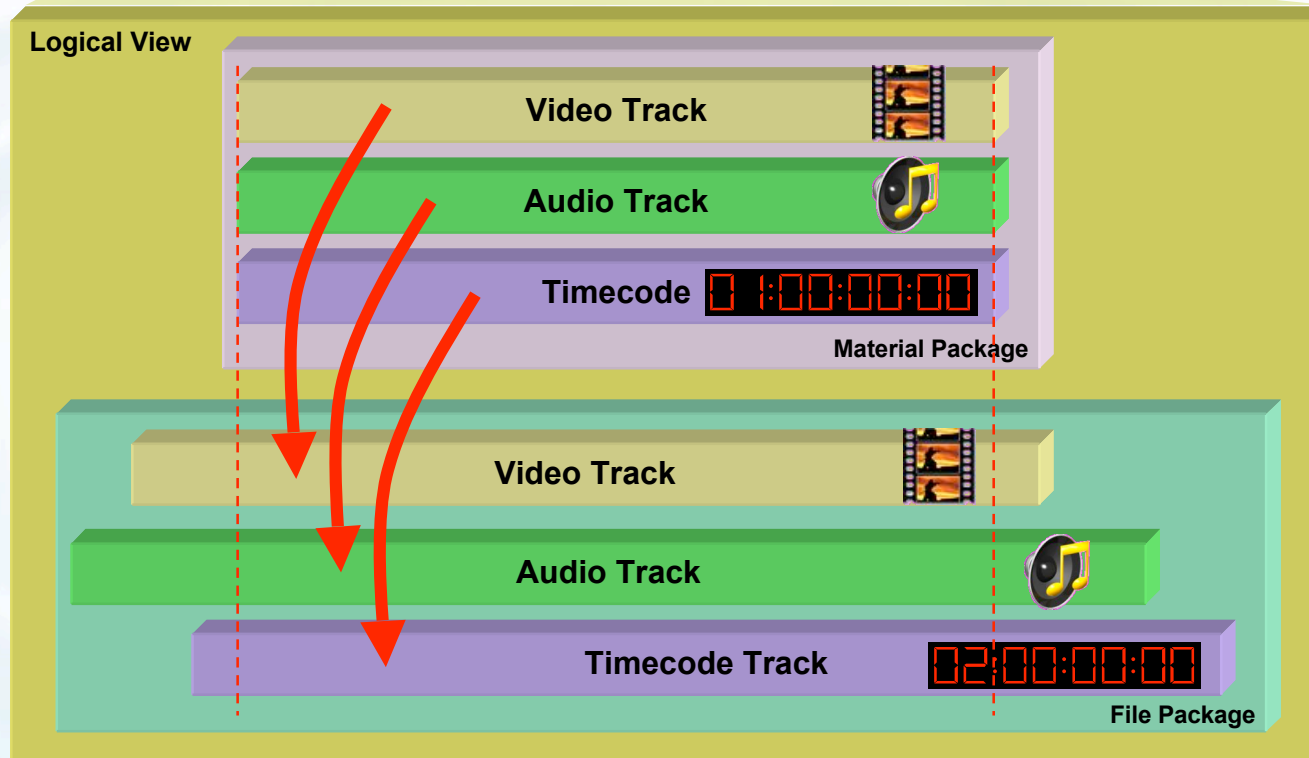 Logical View
Video Track
Audio Track
Timecode 01:00:00:00
Material Package
Video Track
Audio Track
Timecode Track 02:00:00:00
File Package